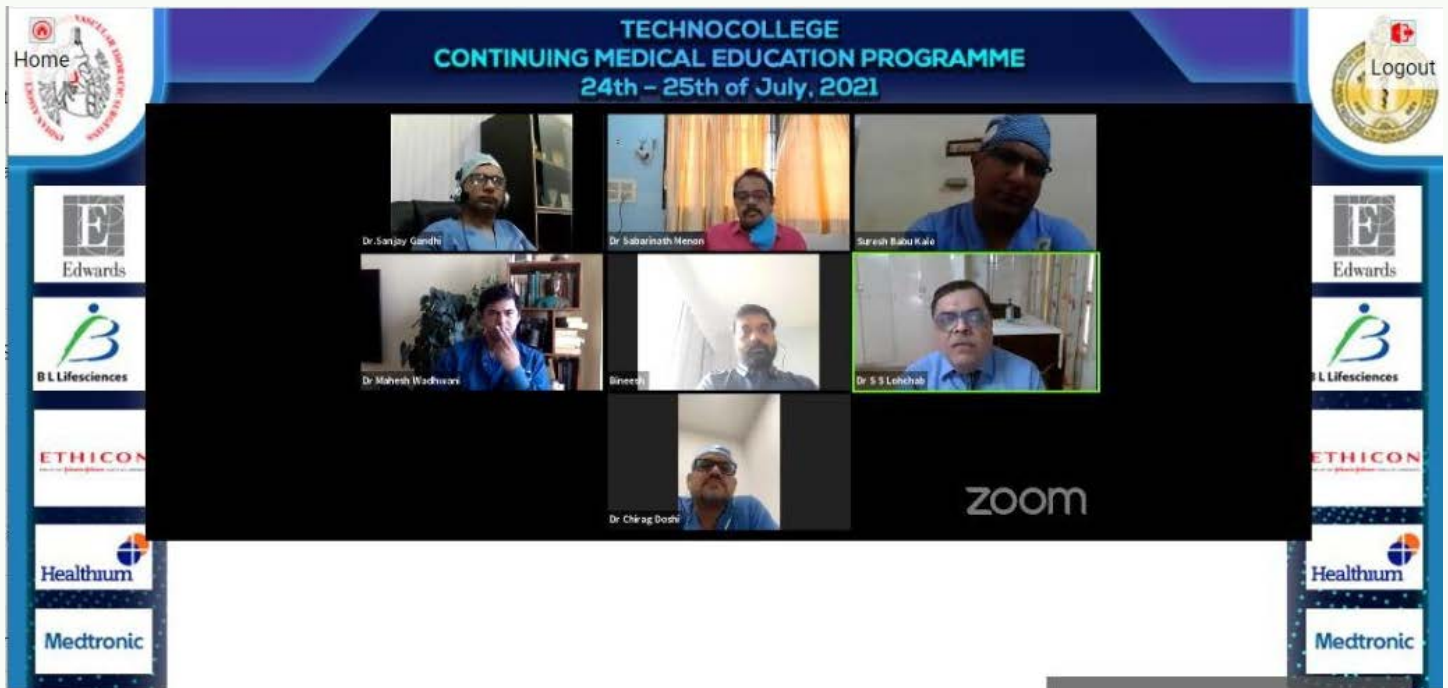 TECHNOCOLLEGE
CONTINUING MEDICAL EDUCATION PROGRAMME
24th – 25th of July, 2021
Home
Logout
Dr.Sanjay Gandhi
Dr Sabarinath Menon
Suresh Babu Kale
Dr Mahesh Wadhwani
Bineesh
Dr S S Lohchab
Dr Chirag Doshi
zoom
E
Edwards
B L Lifesciences
ETHICON
Healthium
Medtronic
E
Edwards
L Lifesciences
ETHICON
Healthium
Medtronic